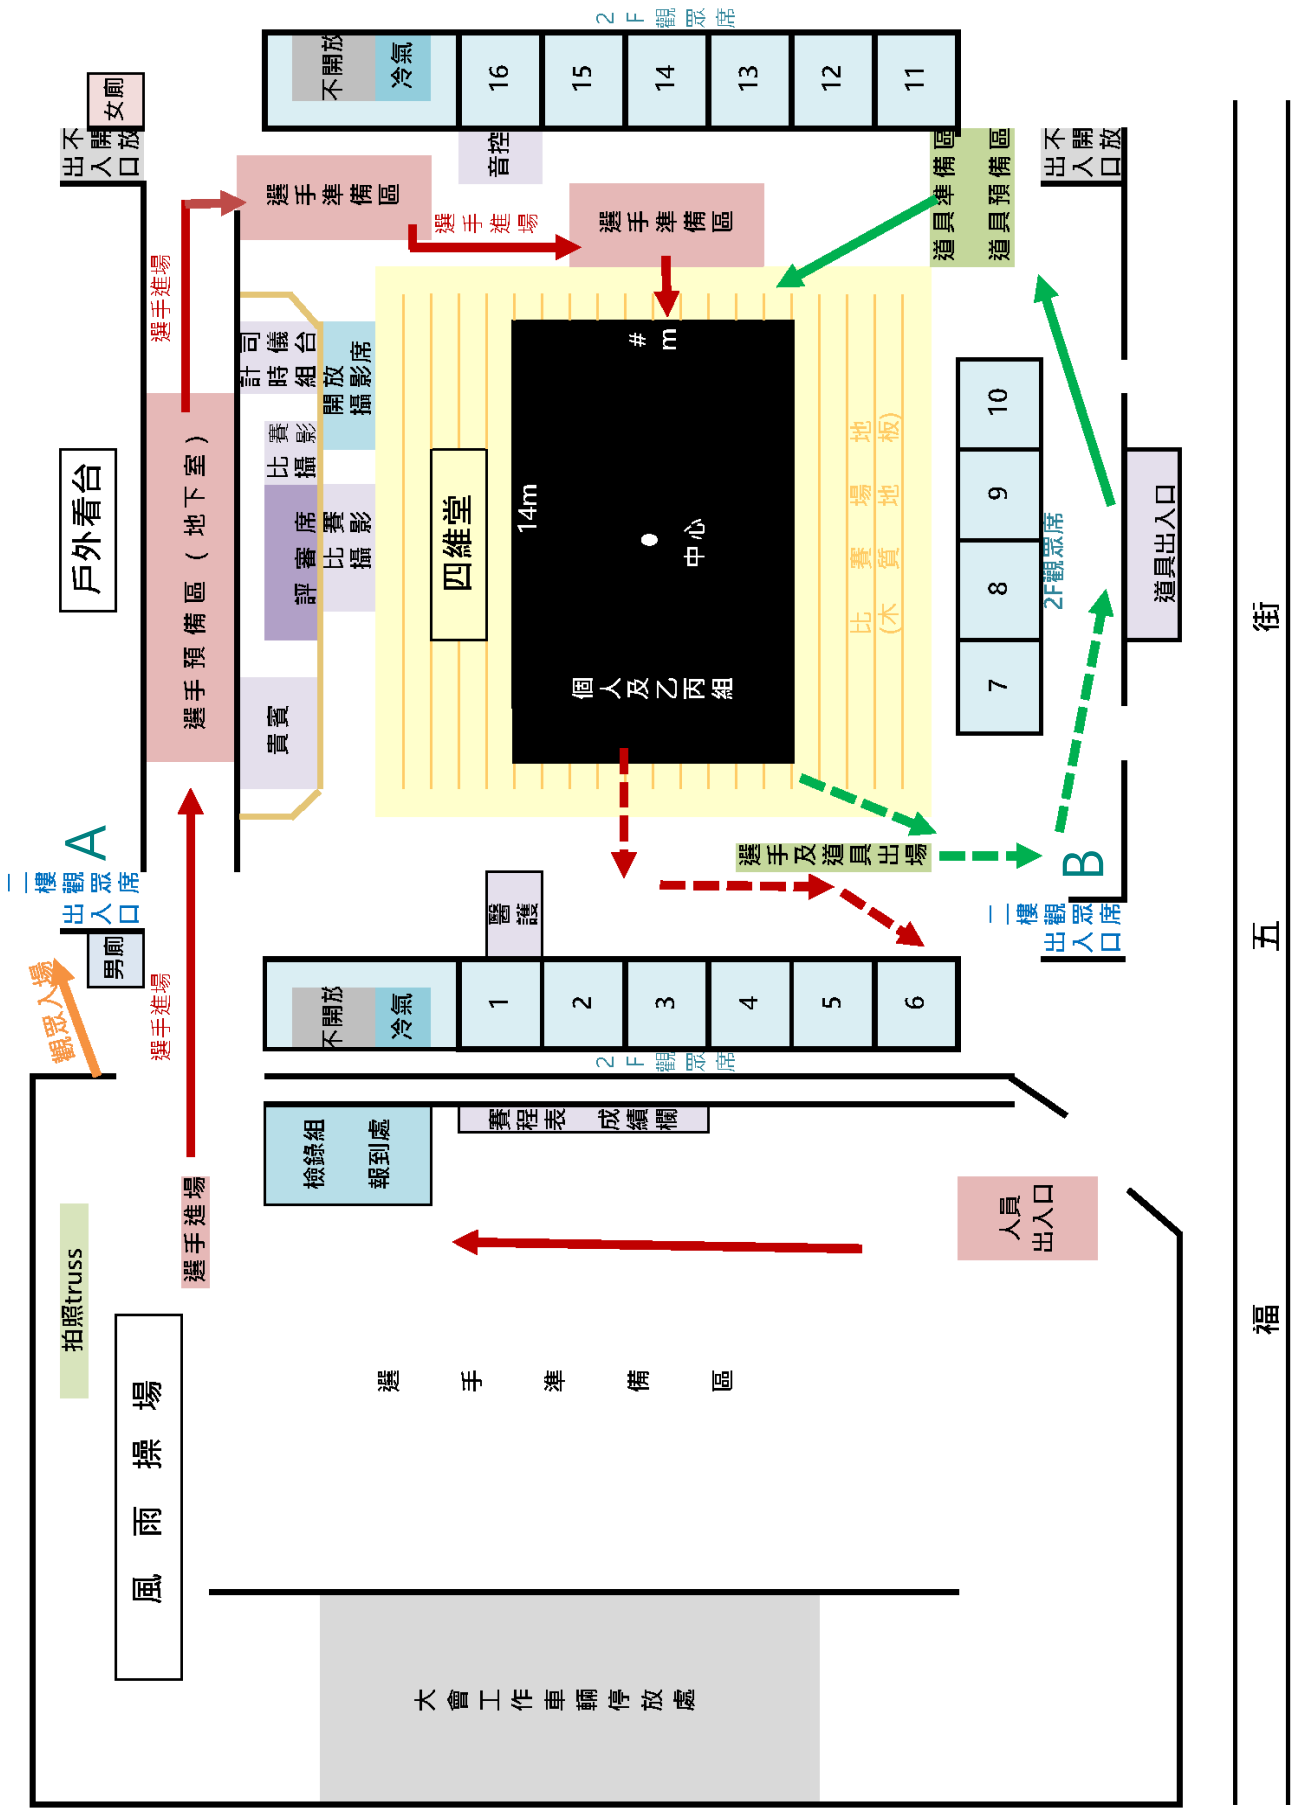 觀眾入場
二樓觀眾席
出入口
A
戶外看台
不開放
出入口
女廁
男廁
拍照truss
風雨操場
選手進場
選手進場
選手進場
選手預備區(地下室)
選手準備區
選手進場
選手準備區
貴賓
評審席
比賽
攝影
比賽
攝影
司儀台
計時組
開放
攝影席
檢錄組
報到處
賽程表
成績欄
不開放
冷氣
1
2
3
4
5
6
2F觀眾席
醫護
四維堂
14m
#
m
中心
個人及乙丙組
比賽場地
(木質地板)
音控
不開放
冷氣
16
15
14
13
12
11
2F觀眾席
選手準備區
大會工作車輛停放處
選手及道具出場
道具準備區
道具預備區
7
8
9
10
2F觀眾席
人員
出入口
二樓觀眾席
出入口
B
道具出入口
不開放
出入口
福五街